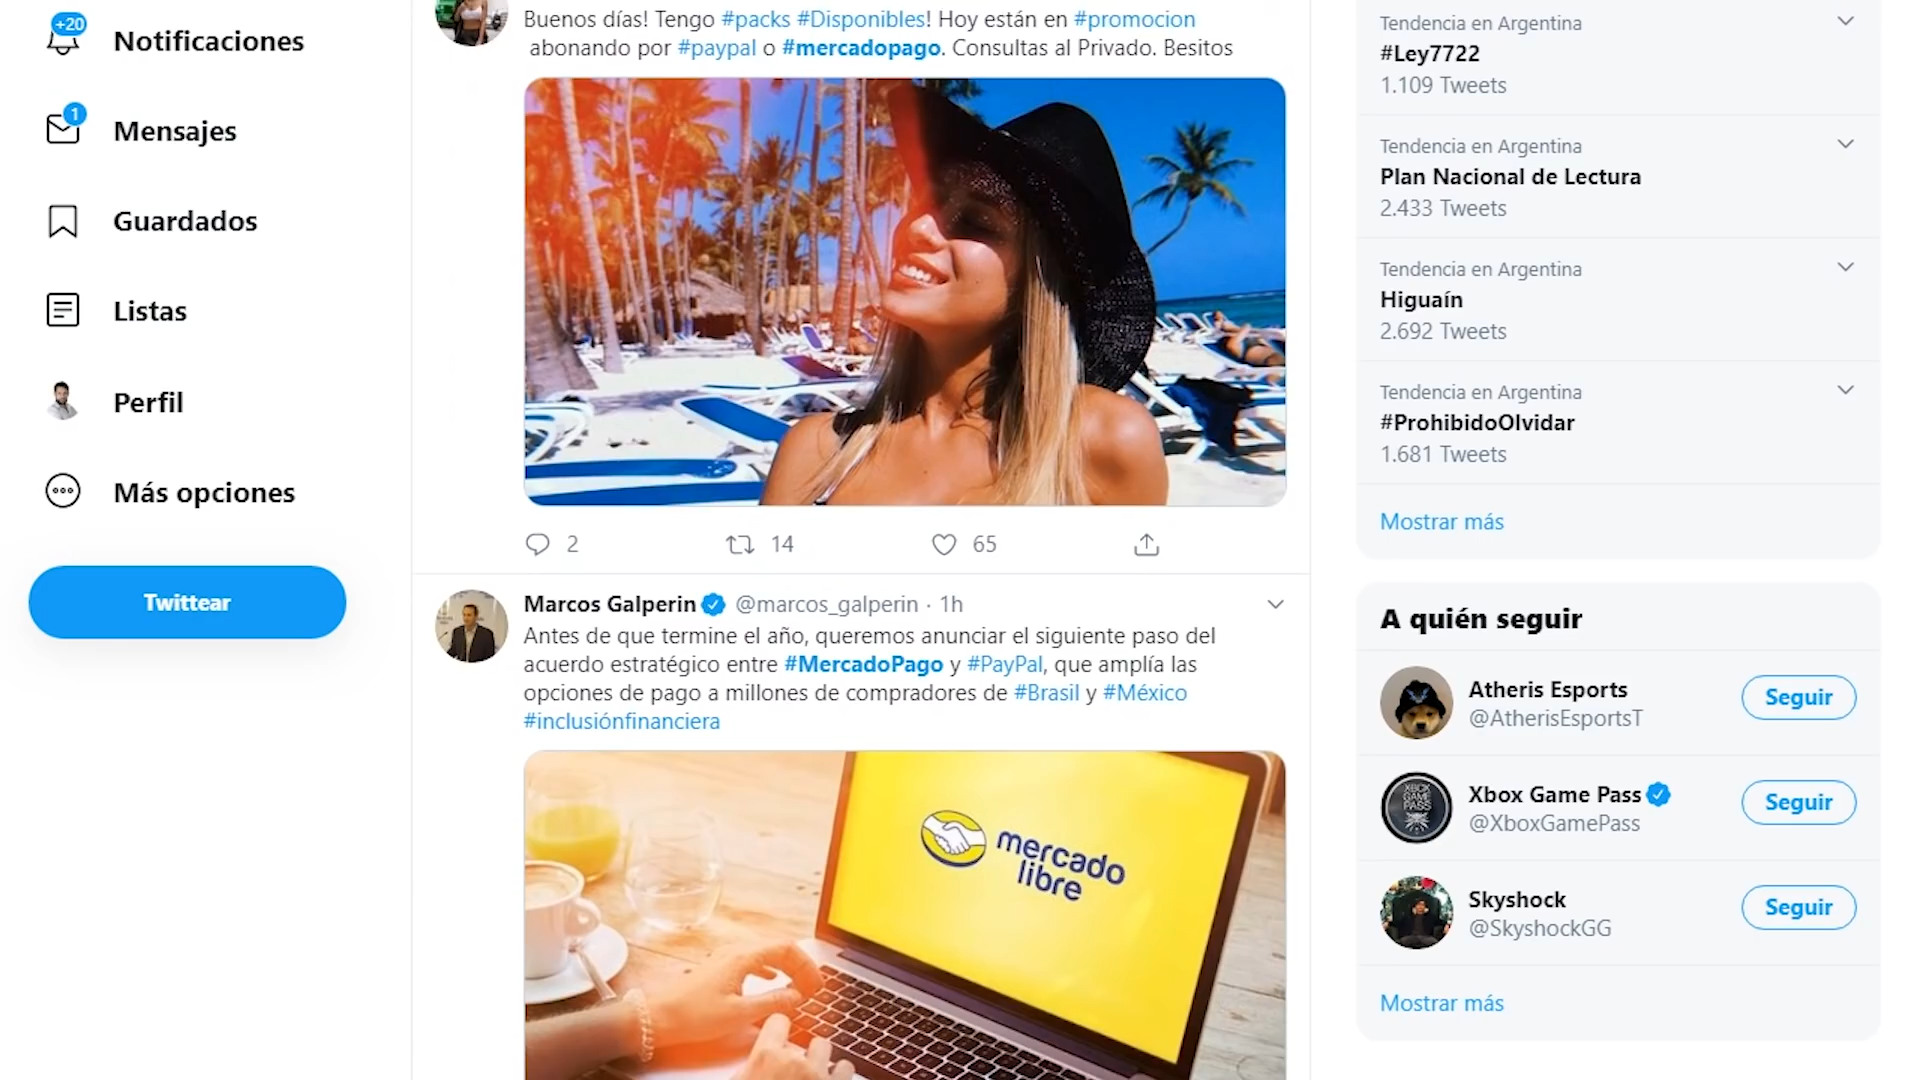 +20
Notificaciones
1
Mensajes
Guardados
Listas
Perfil
Más opciones
Twittear
Buenos días! Tengo #packs #Disponibles! Hoy están en #promocion
abonando por #paypal o #mercadopago. Consultas al Privado. Besitos
2
14
65
Marcos Galperin @marcos_galperin · 1h
Antes de que termine el año, queremos anunciar el siguiente paso del
acuerdo estratégico entre #MercadoPago y #PayPal, que amplía las
opciones de pago a millones de compradores de #Brasil y #México
#inclusiónfinanciera
mercado
libre
Tendencia en Argentina
#Ley7722
1.109 Tweets
Tendencia en Argentina
Plan Nacional de Lectura
2.433 Tweets
Tendencia en Argentina
Higuaín
2.692 Tweets
Tendencia en Argentina
#ProhibidoOlvidar
1.681 Tweets
Mostrar más
A quién seguir
Atheris Esports
@AtherisEsportsT
Seguir
XBOX
GAME
PASS
Xbox Game Pass
@XboxGamePass
Seguir
Skyshock
@SkyshockGG
Seguir
Mostrar más